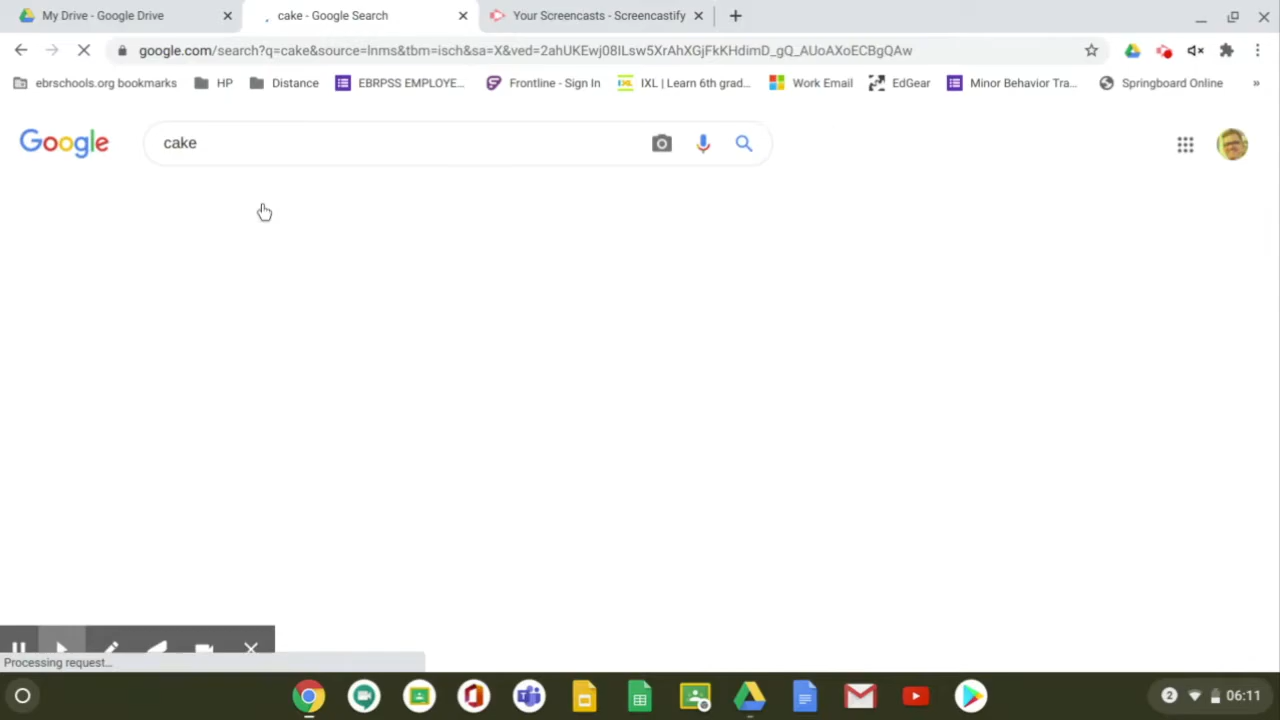 My Drive - Google Drive
cake - Google Search
Your Screencasts - Screencastify
google.com/search?q=cake&source=lnms&tbm=isch&sa=X&ved=2ahUKEwj08ILsw5XrAhXGjFkKHdimD_gQ_AUoAXoECBgQAw
ebrschools.org bookmarks
HP
Distance
EBRPSS EMPLOYE...
Frontline - Sign In
IXL | Learn 6th grad...
Work Email
EdGear
Minor Behavior Tra...
Springboard Online
»
Google
cake
Processing request...
2
06:11